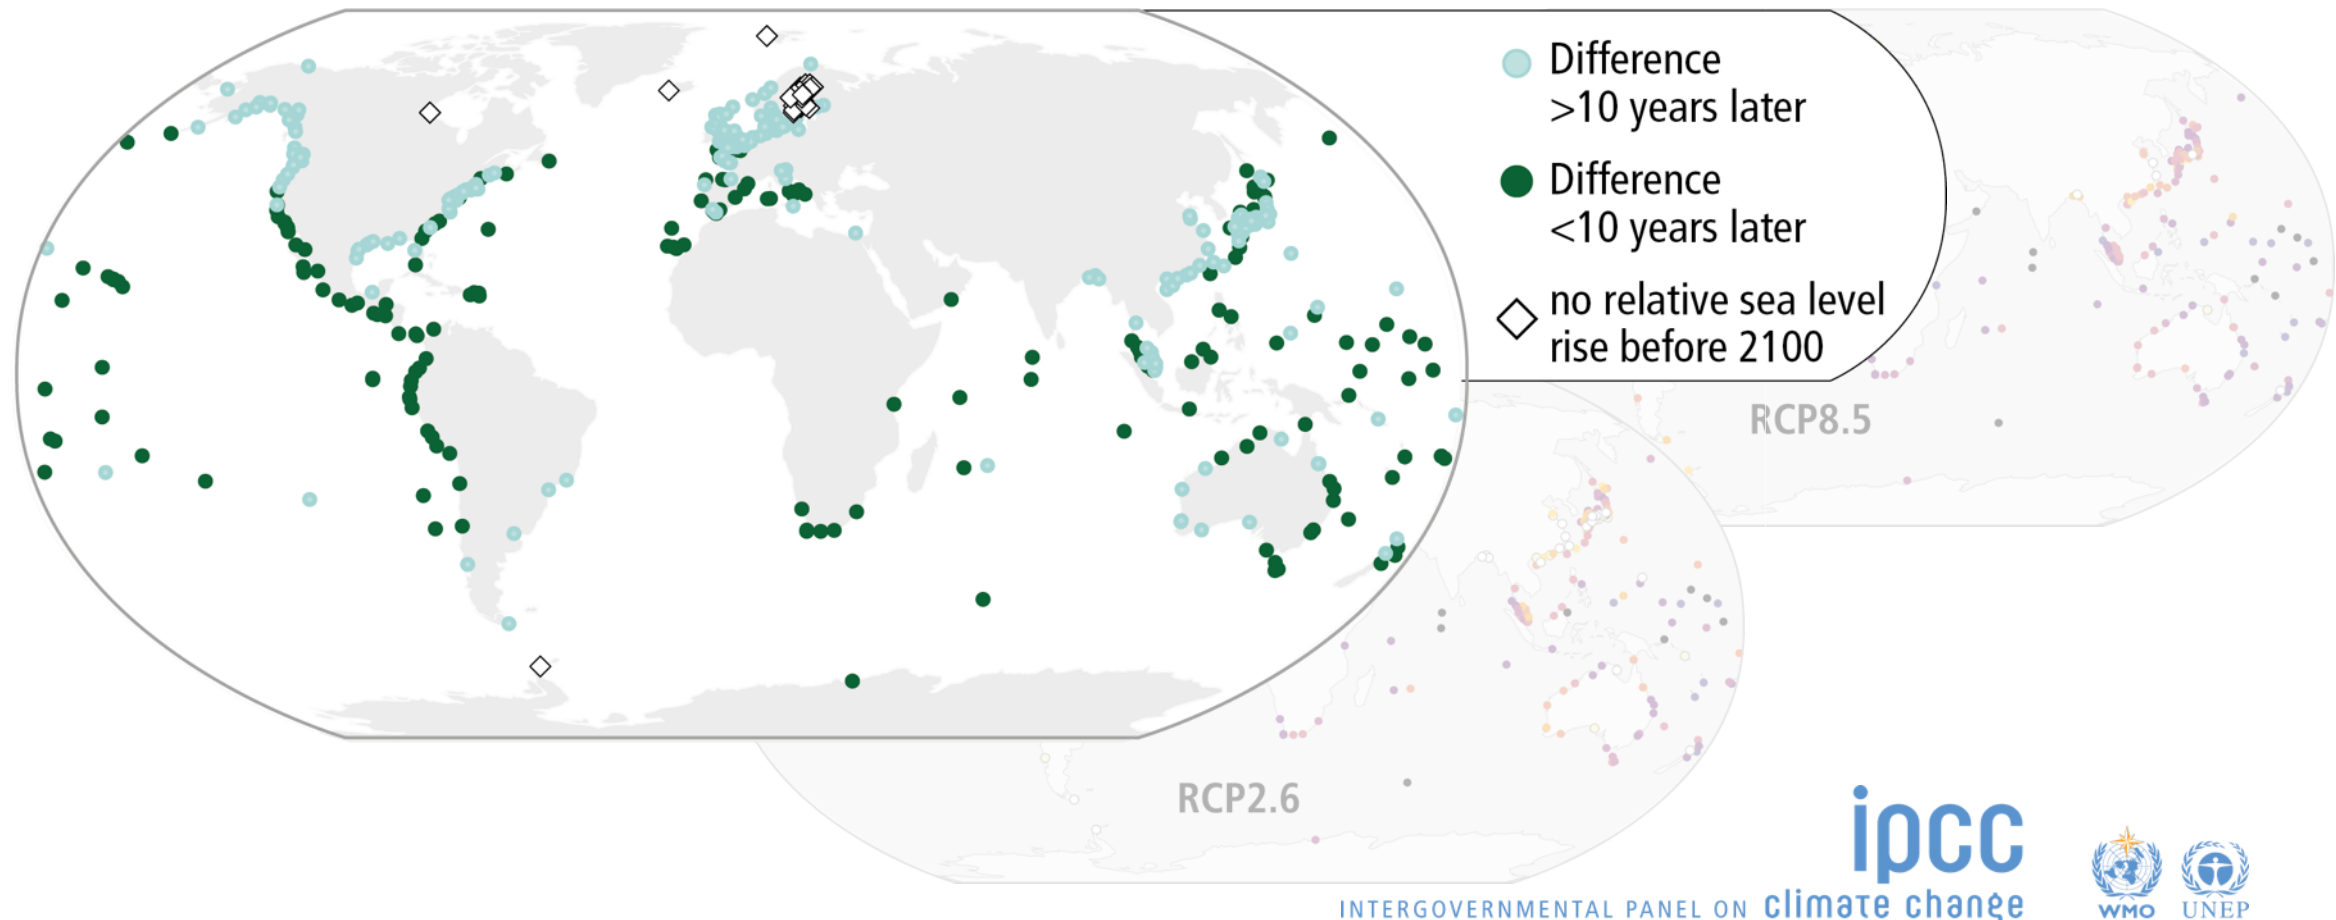 Difference
>10 years later
Difference
<10 years later
no relative sea level
rise before 2100
RCP8.5
RCP2.6
ipcc
INTERGOVERNMENTAL PANEL ON climate change
WMO
UNEP